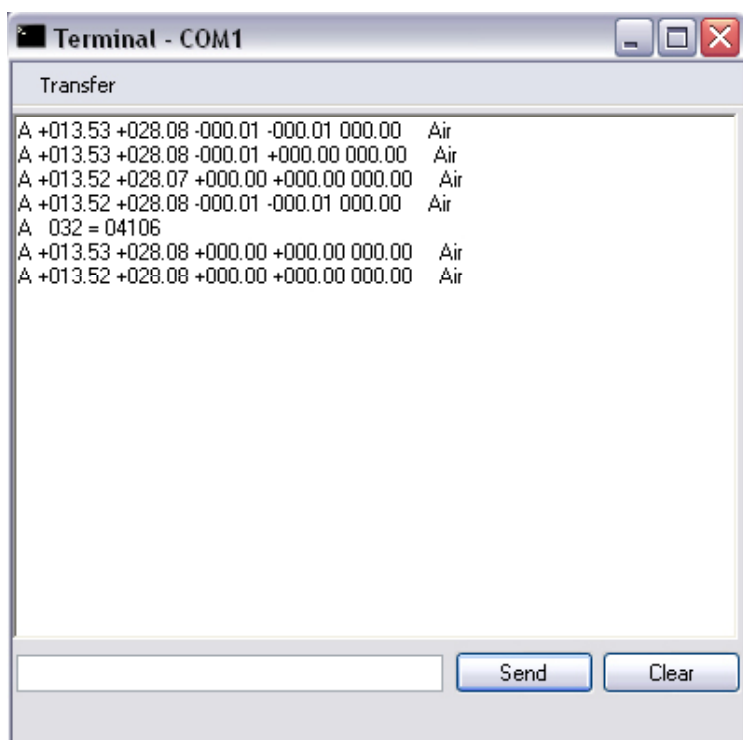 Terminal - COM1
Transfer
A +013.53 +028.08 -000.01 -000.01 000.00 Air
A +013.53 +028.08 -000.01 +000.00 000.00 Air
A +013.52 +028.07 +000.00 +000.00 000.00 Air
A +013.52 +028.08 -000.01 -000.01 000.00 Air
A 032 = 04106
A +013.53 +028.08 +000.00 +000.00 000.00 Air
A +013.52 +028.08 +000.00 +000.00 000.00 Air
Send Clear